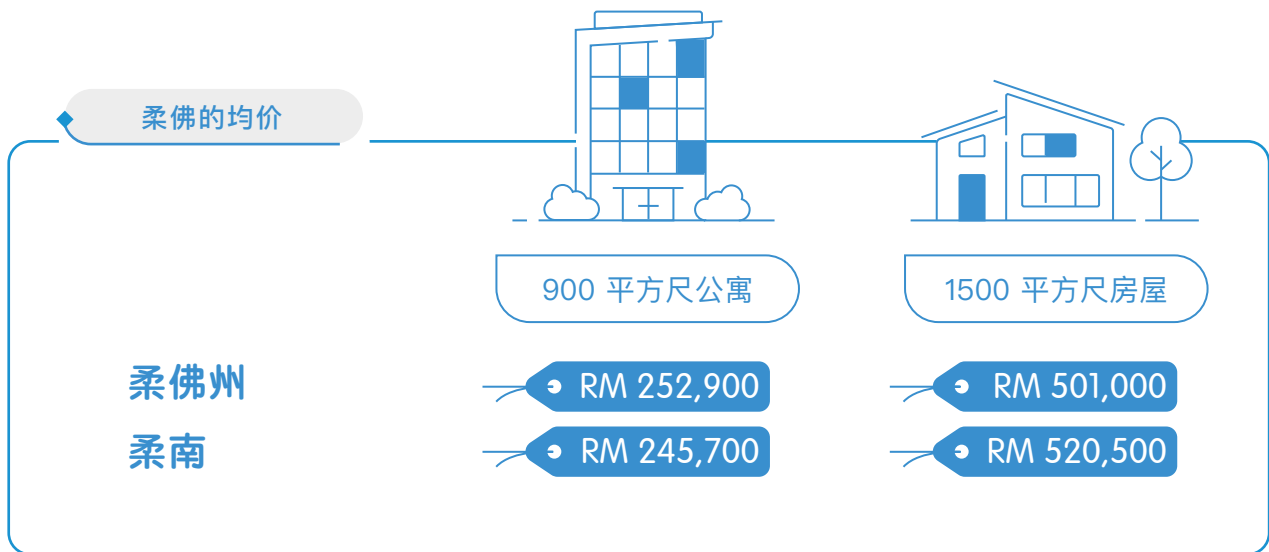 柔佛的均价
900 平方尺公寓
1500 平方尺房屋
柔佛州 RM 252,900 RM 501,000
柔南 RM 245,700 RM 520,500